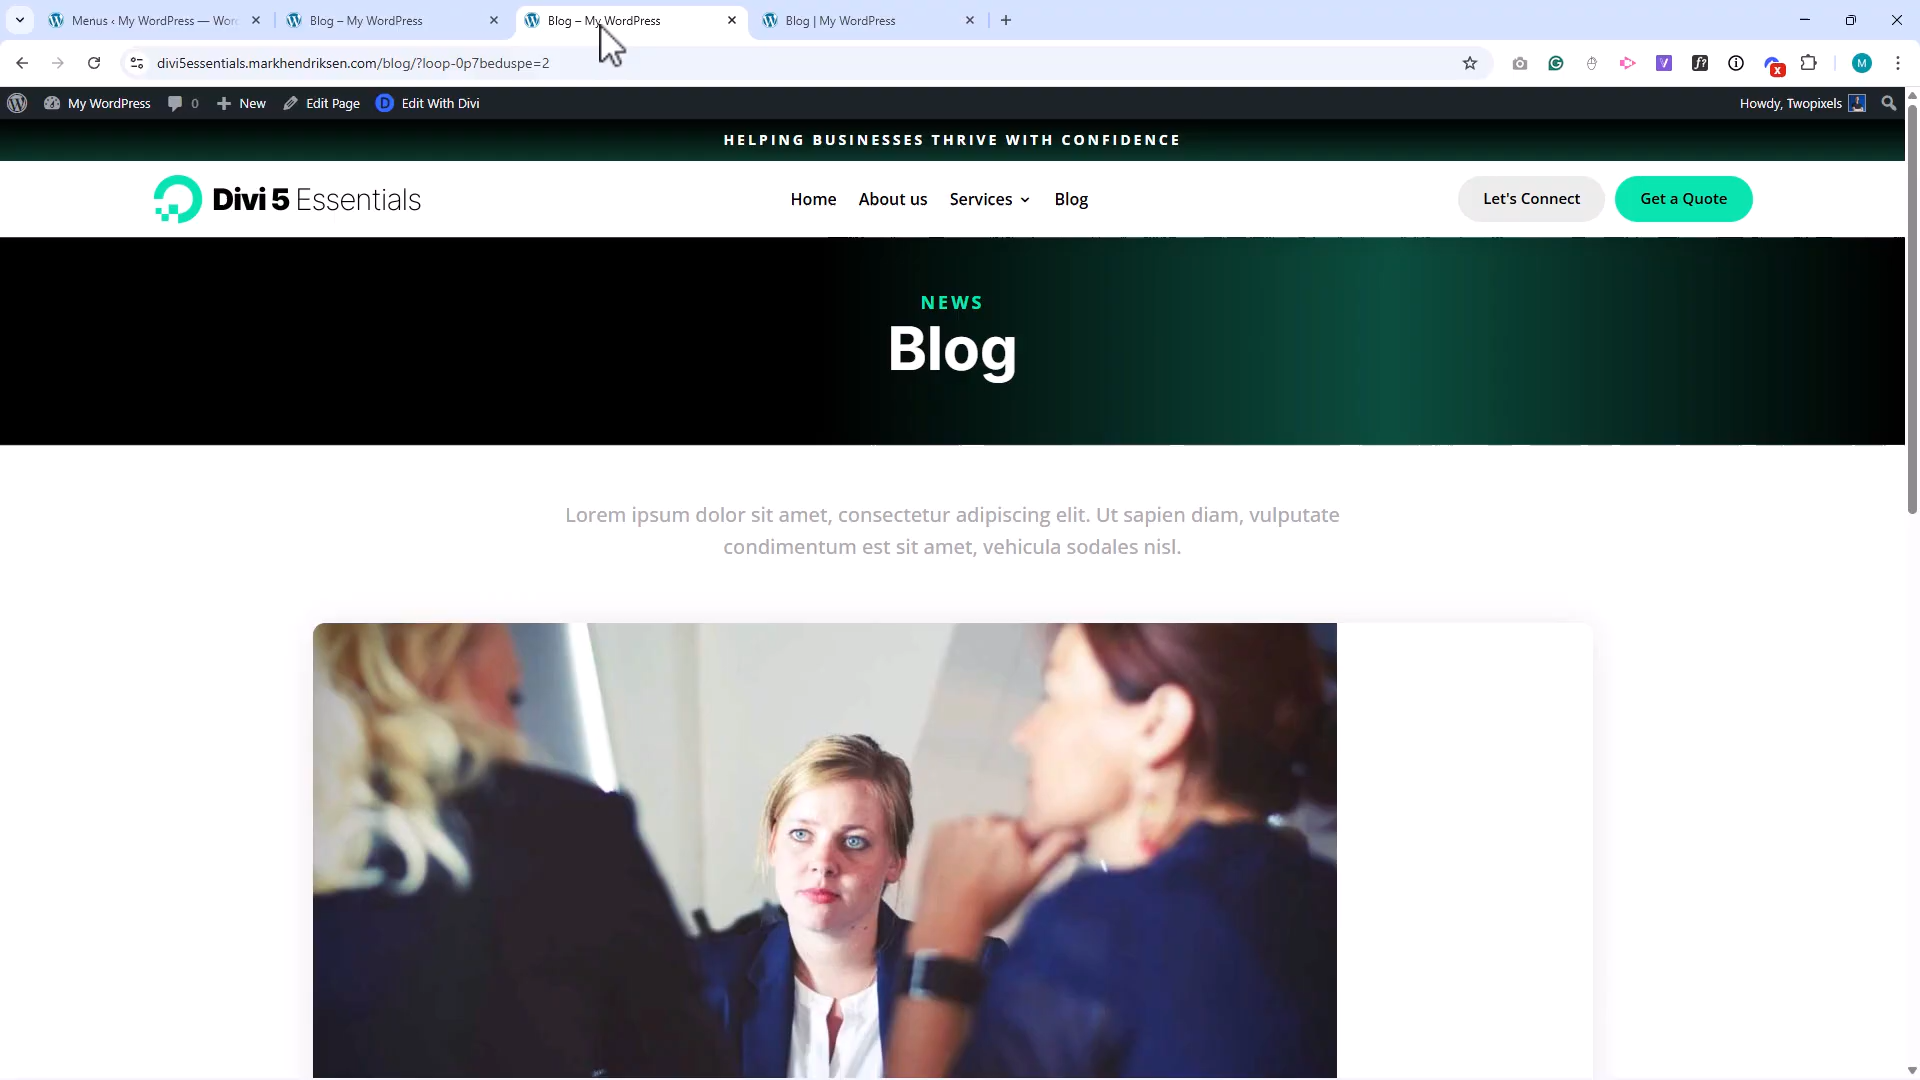 Menus ‹ My WordPress — Wor
Blog – My WordPress
Blog – My WordPress
Blog | My WordPress
divi5essentials.markhendriksen.com/blog/?loop-0p7beduspe=2
My WordPress
0
New
Edit Page
D
Edit With Divi
Howdy, Twopixels
HELPING BUSINESSES THRIVE WITH CONFIDENCE
Divi 5 Essentials
Home
About us
Services
Blog
Let's Connect
Get a Quote
NEWS
Blog
Lorem ipsum dolor sit amet, consectetur adipiscing elit. Ut sapien diam, vulputate
condimentum est sit amet, vehicula sodales nisl.